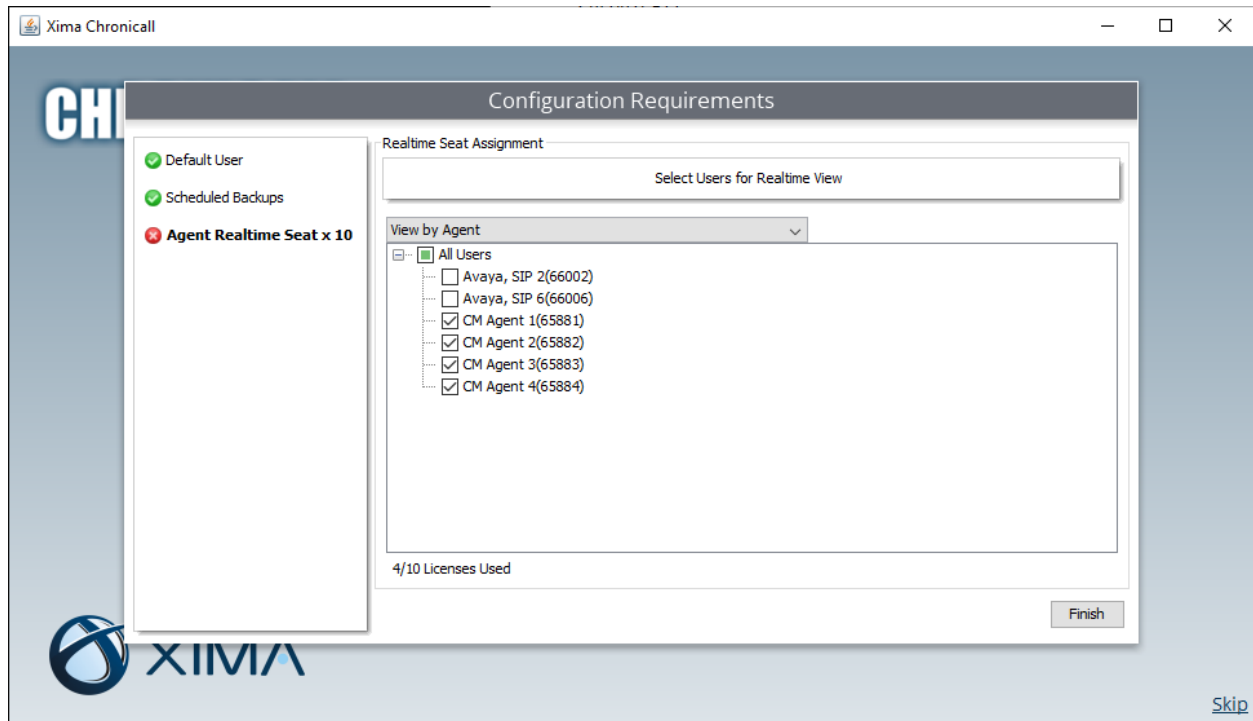 Xima Chronicall
CHI
Configuration Requirements
Default User
Scheduled Backups
Agent Realtime Seat x 10
Realtime Seat Assignment
Select Users for Realtime View
View by Agent
All Users
Avaya, SIP 2(66002)
Avaya, SIP 6(66006)
CM Agent 1(65881)
CM Agent 2(65882)
CM Agent 3(65883)
CM Agent 4(65884)
4/10 Licenses Used
Finish
XIMA
Skip